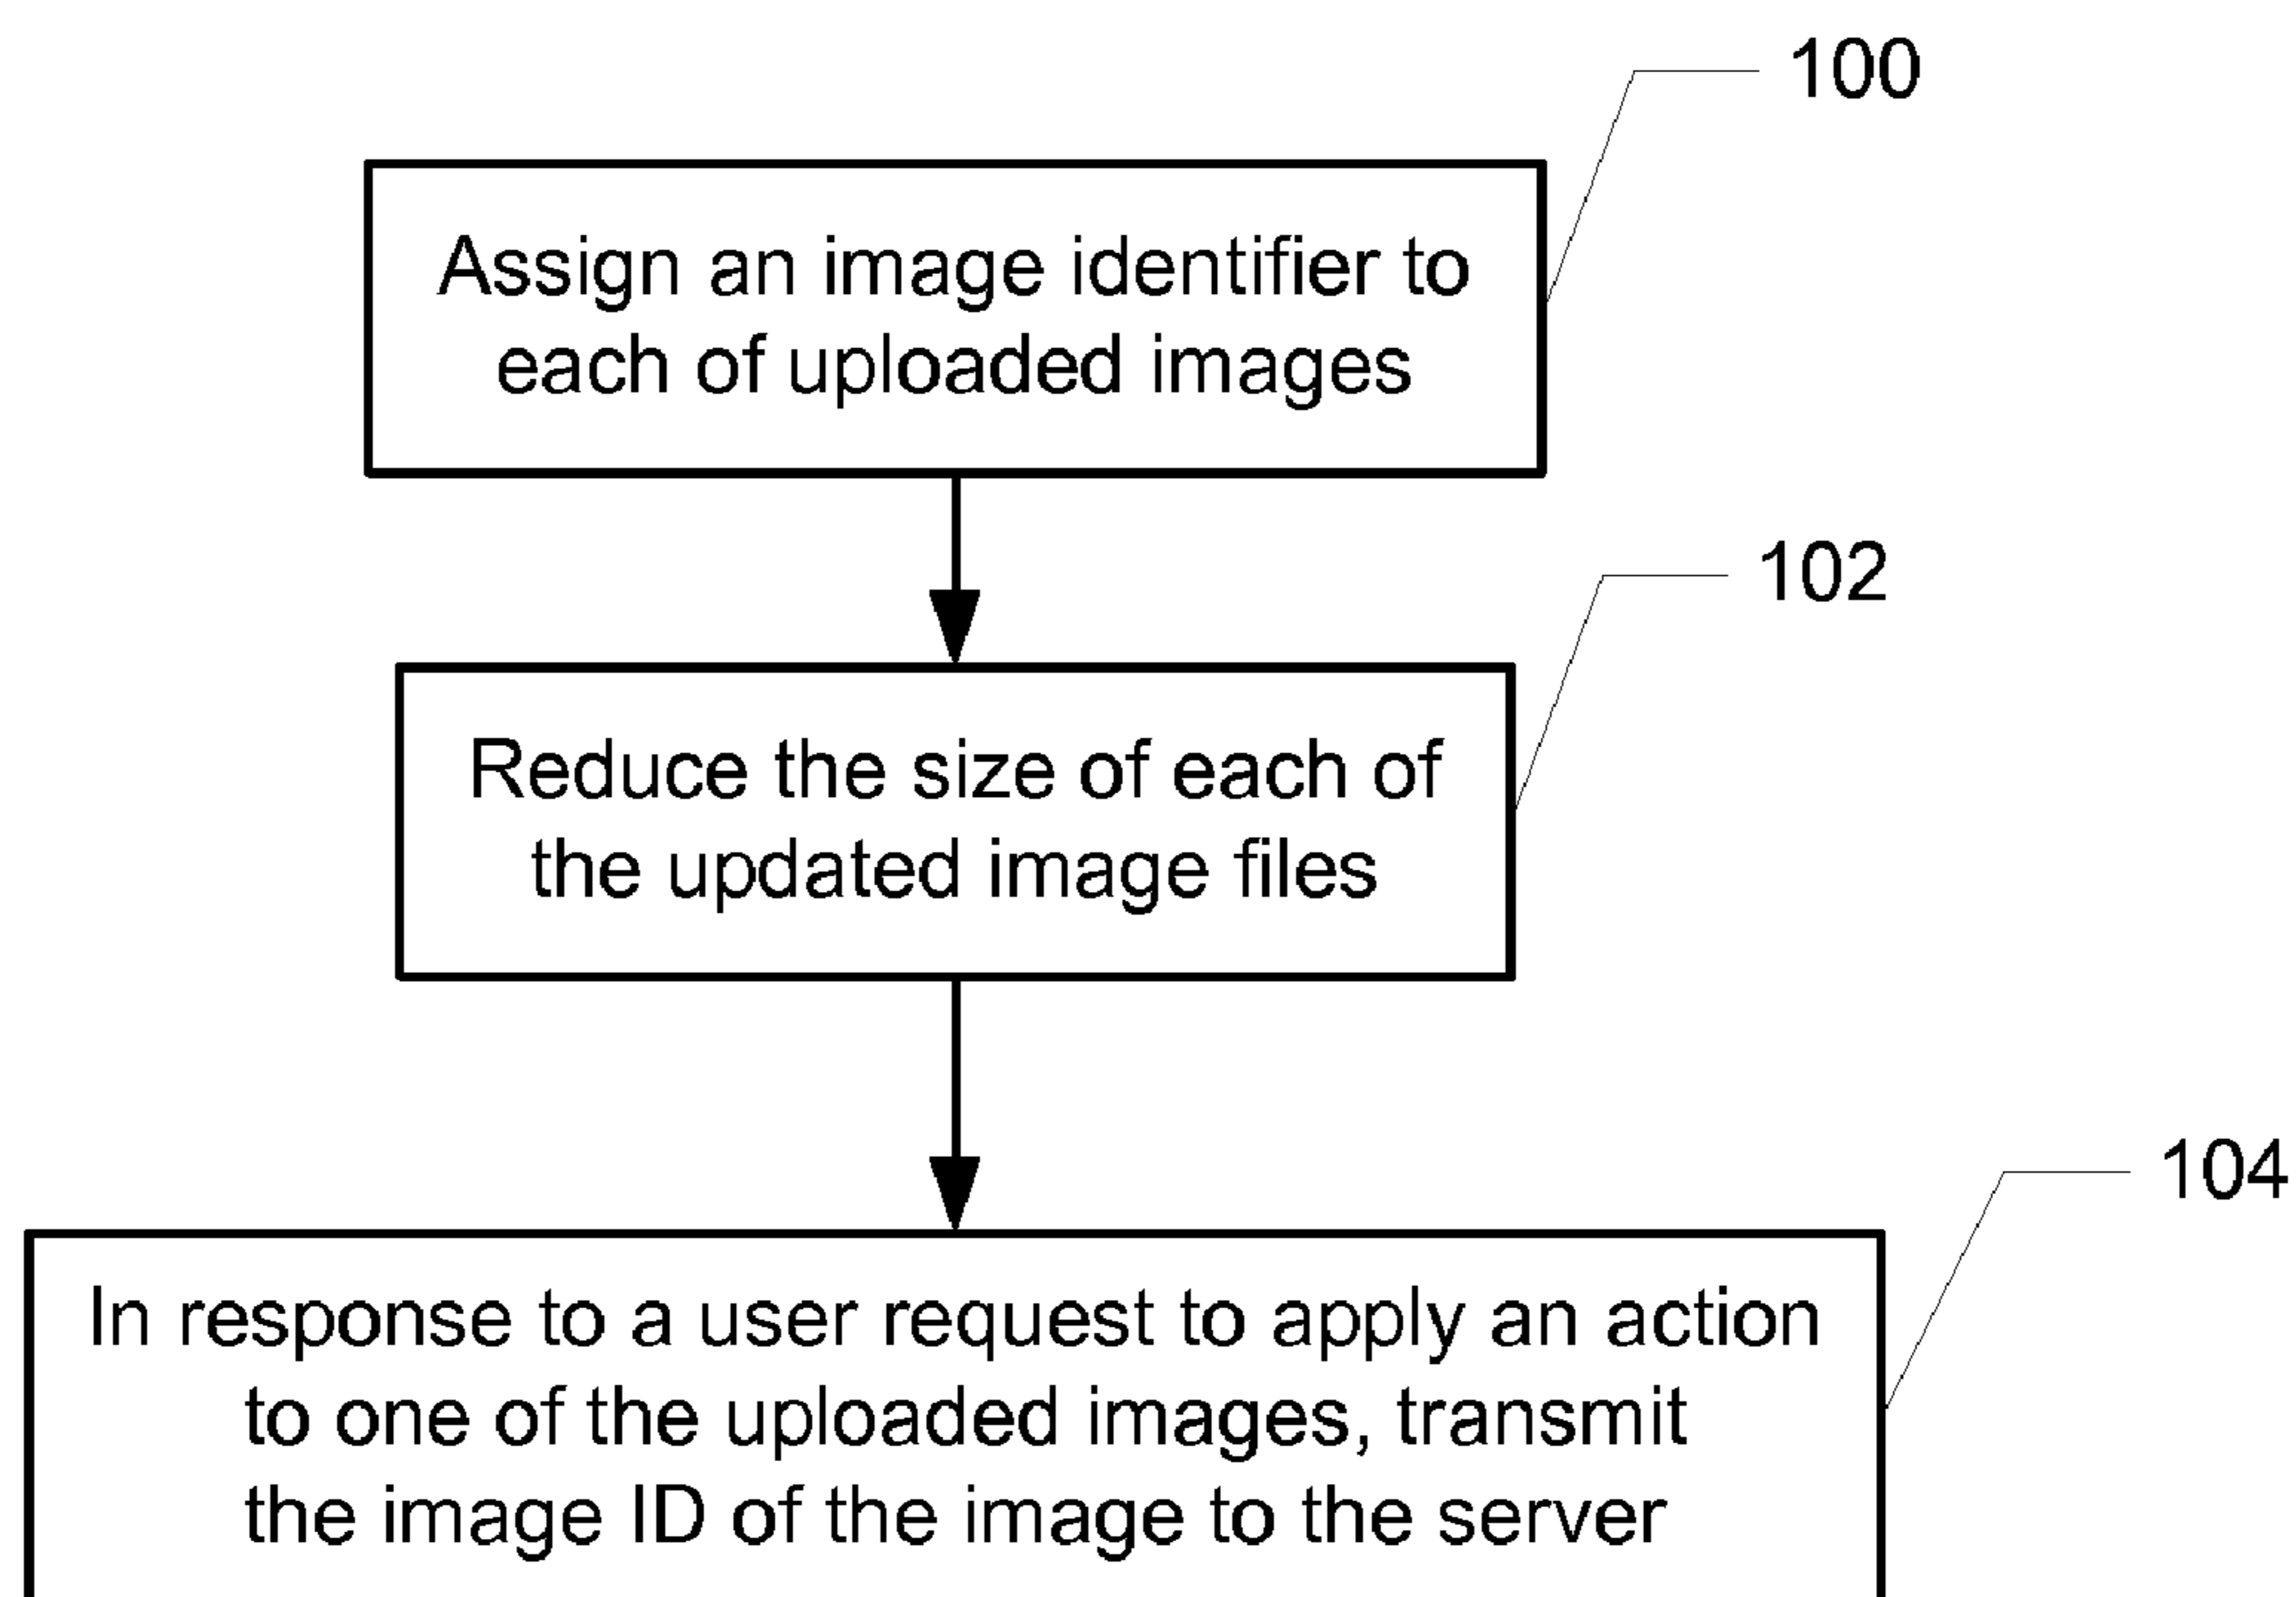 100
Assign an image identifier to
each of uploaded images
102
Reduce the size of each of
the updated image files
104
In response to a user request to apply an action
to one of the uploaded images, transmit
the image ID of the image to the server